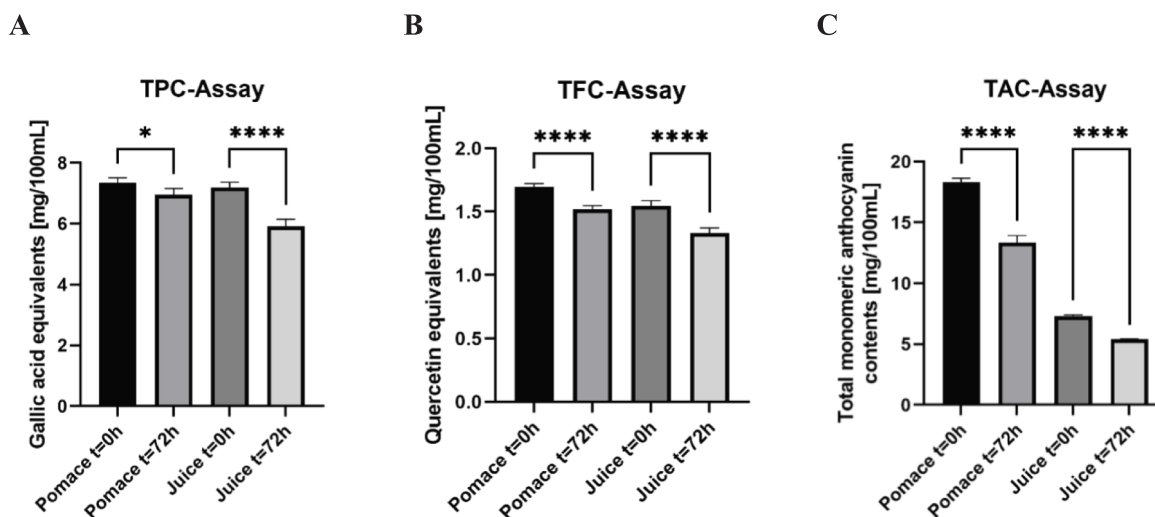 A
TPC-Assay
Gallic acid equivalents [mg/100mL]
* ****
8
6
4
2
0
Pomace t=0h
Pomace t=72h
Juice t=0h
Juice t=72h
B
TFC-Assay
Quercetin equivalents [mg/100mL]
**** ****
2.0
1.5
1.0
0.5
0.0
Pomace t=0h
Pomace t=72h
Juice t=0h
Juice t=72h
C
TAC-Assay
Total monomeric anthocyanin
contents [mg/100mL]
**** ****
20
15
10
5
0
Pomace t=0h
Pomace t=72h
Juice t=0h
Juice t=72h